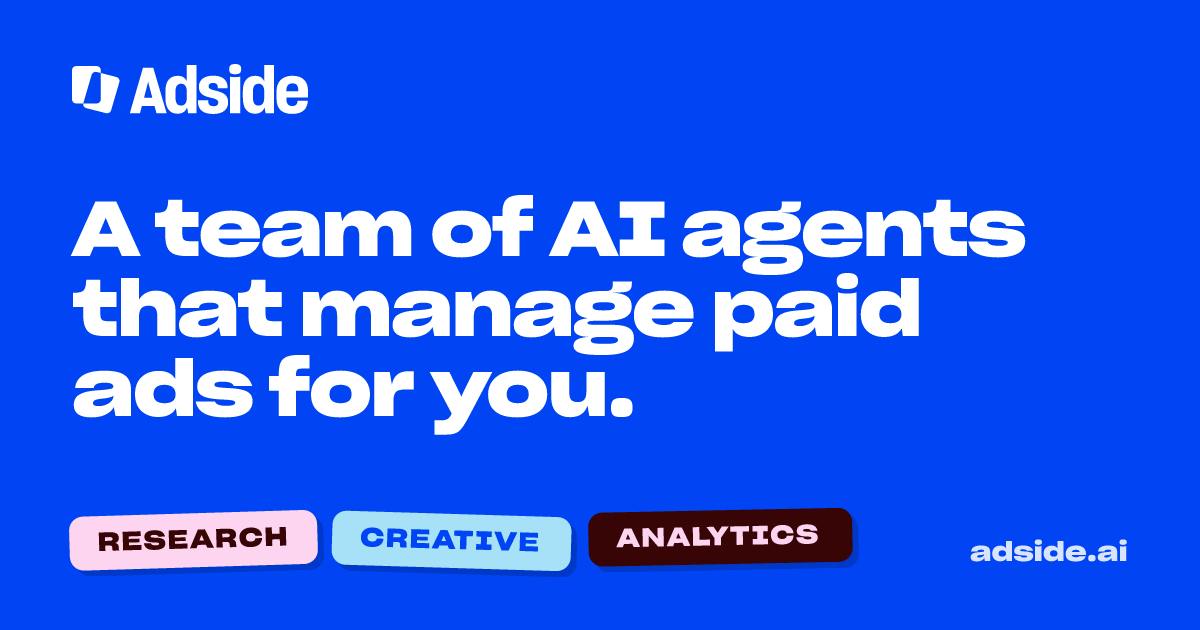 Adside
A team of AI agents
that manage paid
ads for you.
RESEARCH
CREATIVE
ANALYTICS
adside.ai